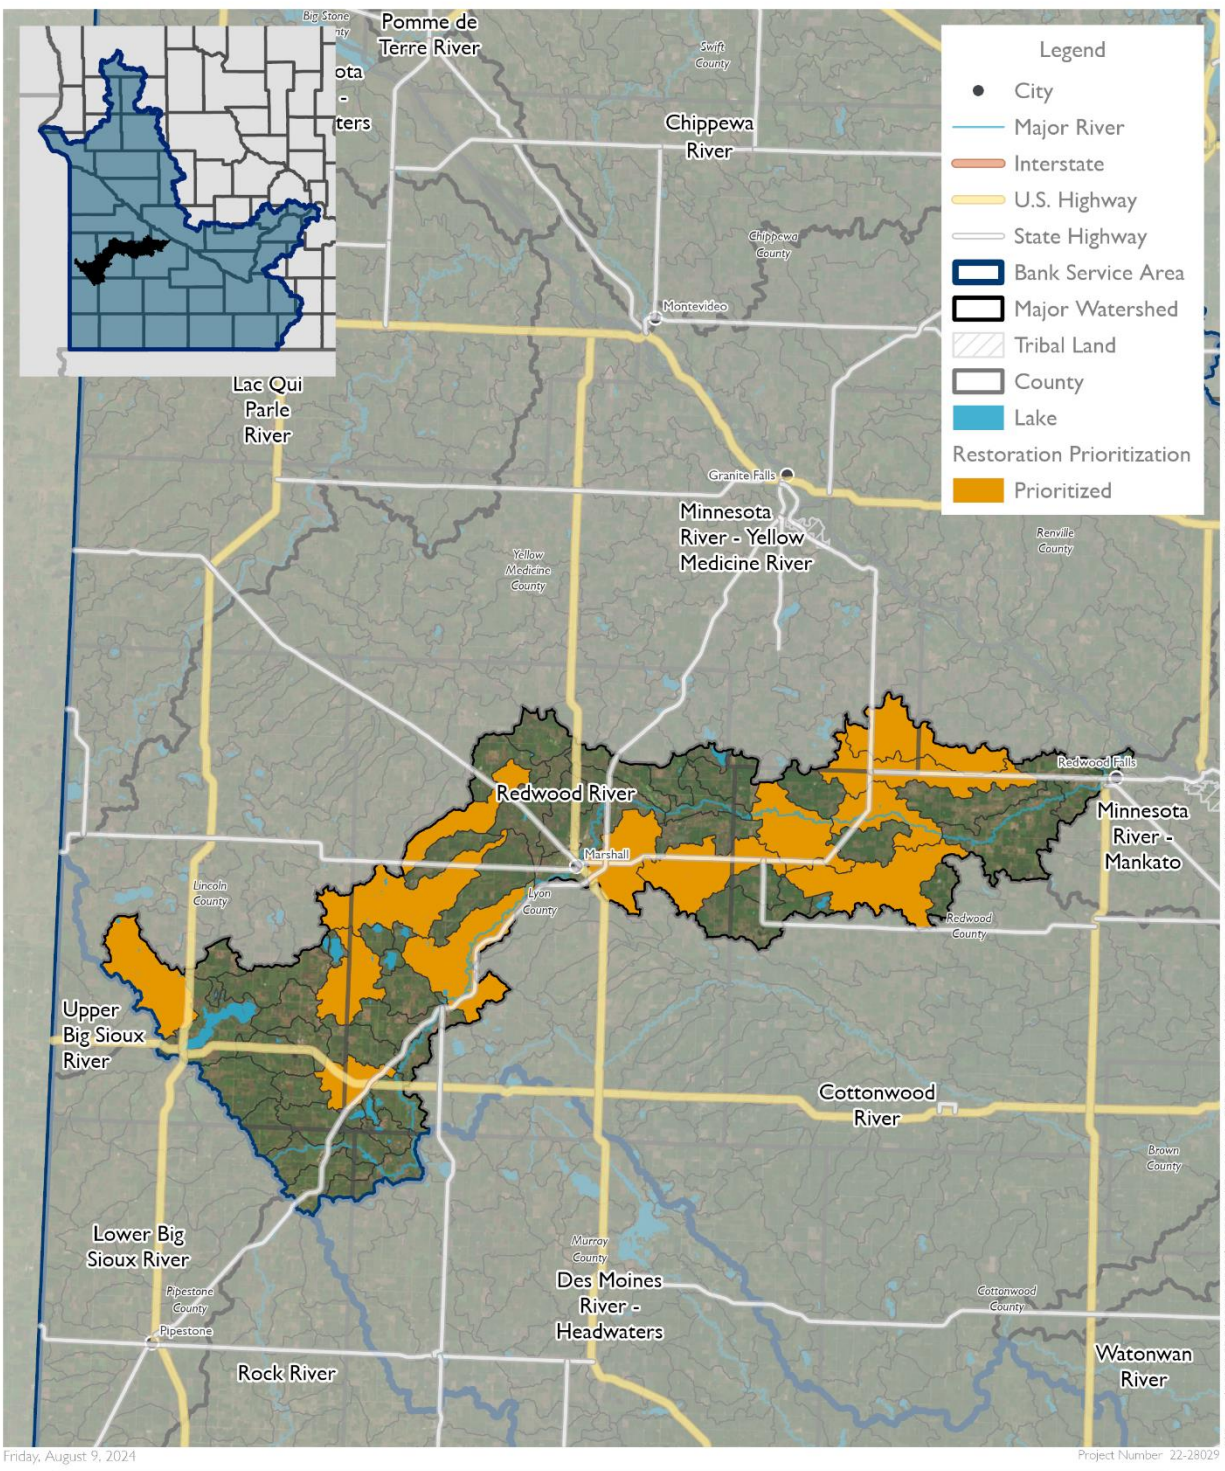 Big Stone
nty
Pomme de
Terre River
Swift
County
ota
-
ters
Chippewa
River
Chippewa
County
Montevideo
Legend
City
Major River
Interstate
U.S. Highway
State Highway
Bank Service Area
Major Watershed
Tribal Land
County
Lake
Restoration Prioritization
Prioritized
Lac Qui
Parle
River
Granite Falls
Minnesota
River - Yellow
Medicine River
Renville
County
Yellow
Medicine
County
Redwood Falls
Redwood River
Minnesota
River -
Mankato
Marshall
Lincoln
County
Lyon
County
Redwood
County
Upper
Big Sioux
River
Cottonwood
River
Brown
County
Lower Big
Sioux River
Murray
County
Des Moines
River -
Headwaters
Pipestone
County
Cottonwood
County
Pipestone
Rock River
Watonwan
River
Friday, August 9, 2024
Project Number 22-28029